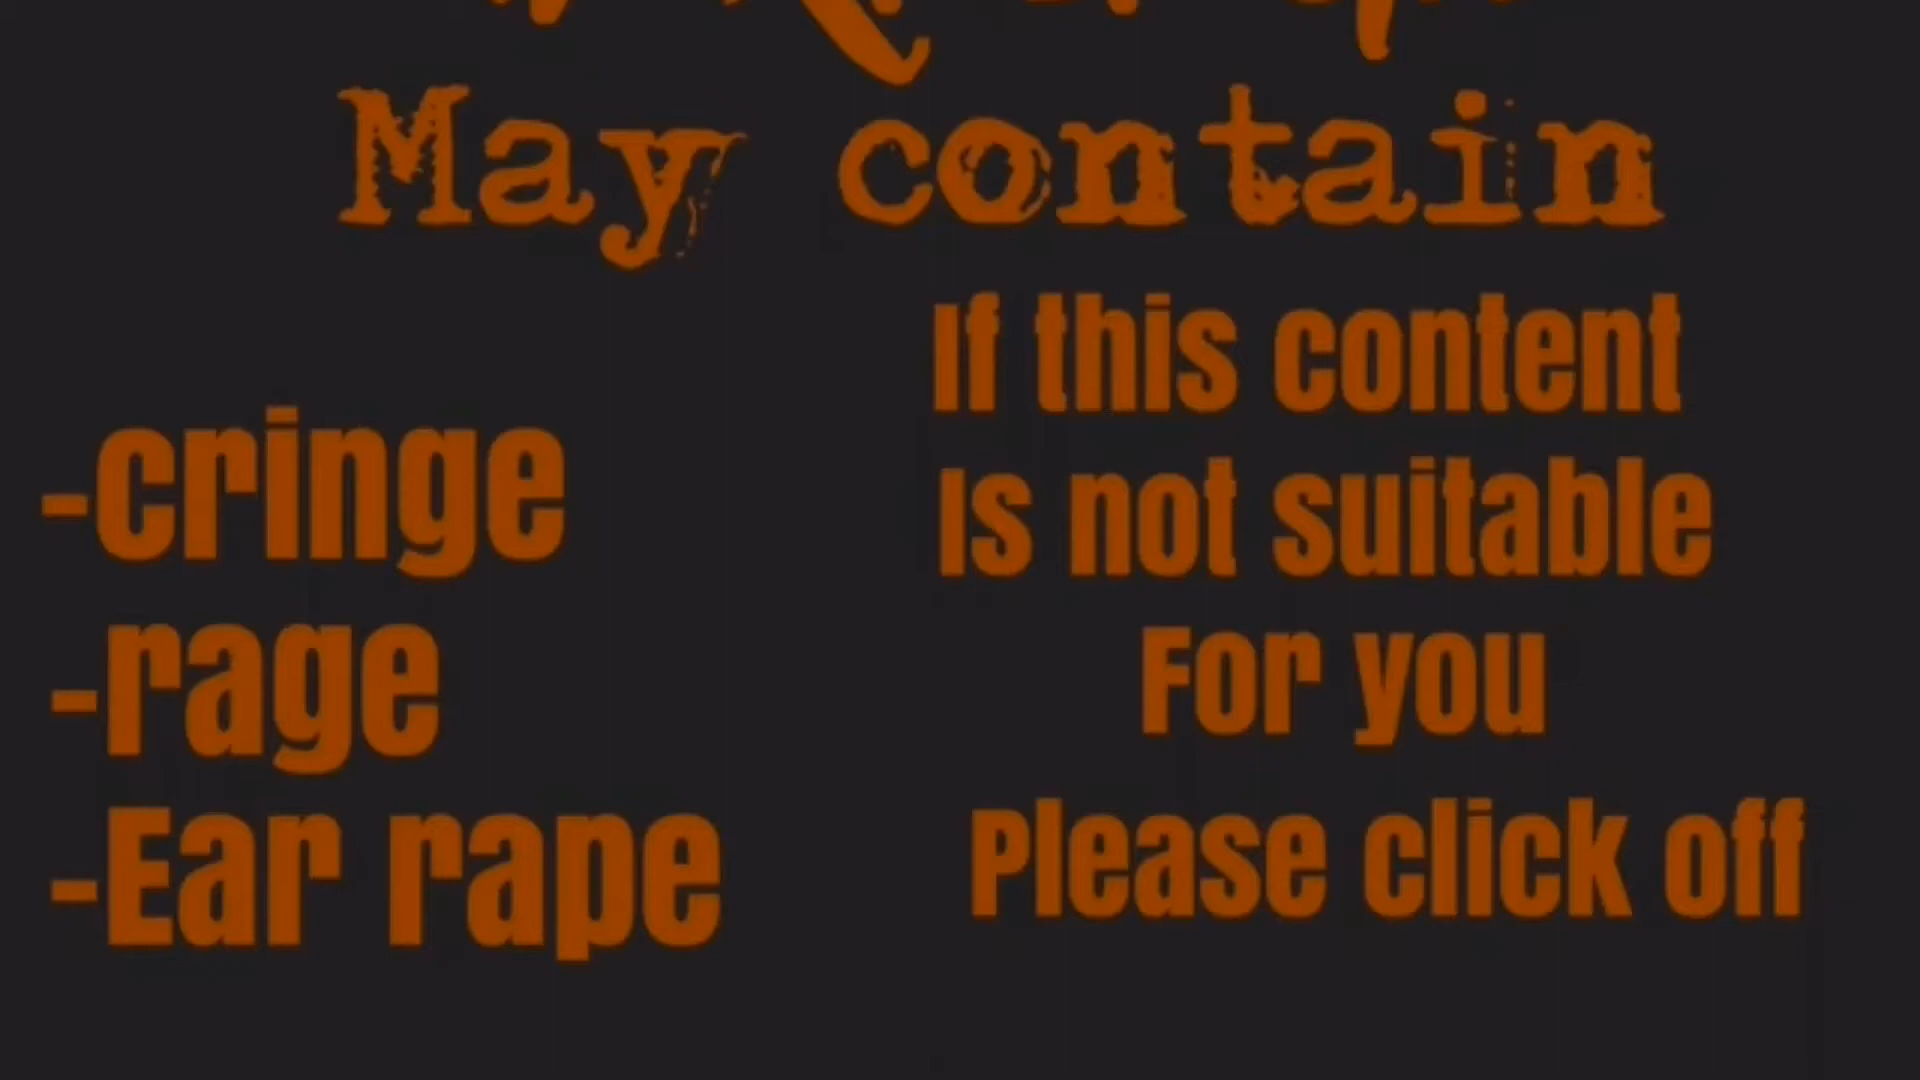 May contain
-cringe
-rage
-Ear rape
If this content
Is not suitable
For you
Please click off